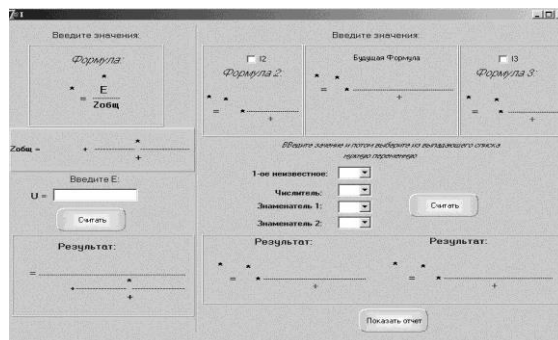 Введите значения:
Формула:
*
* = E
Zобщ
Zобщ = + *
+
Введите E:
U =
Считать
Результат:
=
*
+
Введите значения:
I2
Формула 2:
* *
= * +
Будущая Формула
* *
= * +
I3
Формула 3:
* *
= * +
ВВедите значение и потом выберите из выпадающего списка
нужную переменную
1-ое неизвестное:
Числитель:
Знаменатель 1:
Знаменатель 2:
Считать
Результат:
* *
= * +
Результат:
* *
= * +
Показать отчет